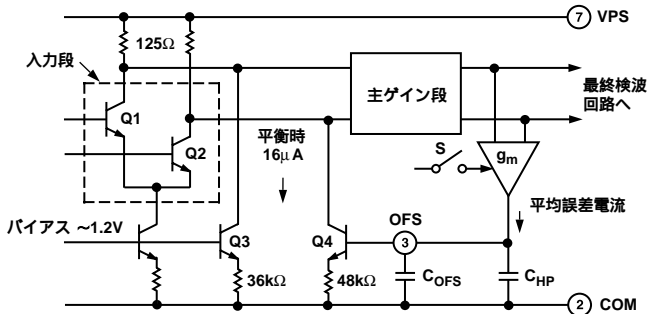 7 VPS
125Ω
入力段
主ゲイン段
最終検波
回路へ
Q1
Q2
平衡時
16μA
S
gm
平均誤差電流
バイアス ~1.2V
OFS
Q3
Q4
3
36kΩ
48kΩ
COFS
CHP
2 COM